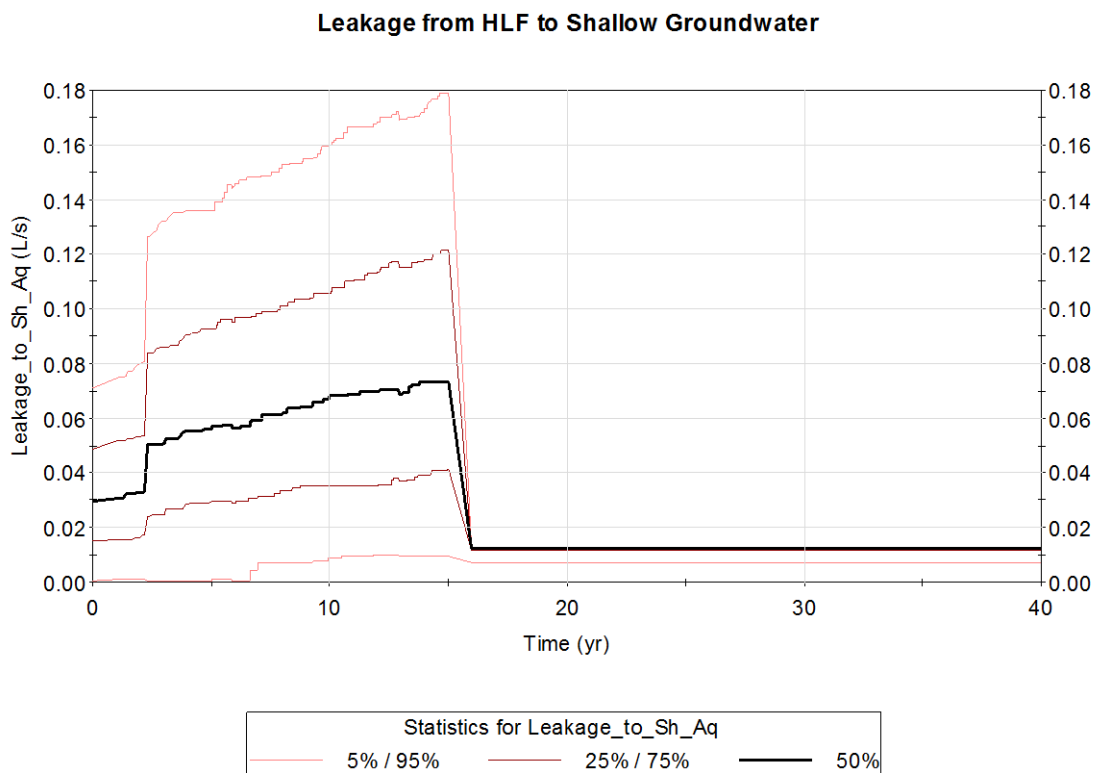 Leakage from HLF to Shallow Groundwater
0.18 0.18
0.16 0.16
0.14 0.14
0.12 0.12
0.10 0.10
0.08 0.08
0.06 0.06
0.04 0.04
0.02 0.02
0.00 0.00
Leakage_to_Sh_Aq (L/s)
0 10 20 30 40
Time (yr)
Statistics for Leakage_to_Sh_Aq
5% / 95% 25% / 75% 50%